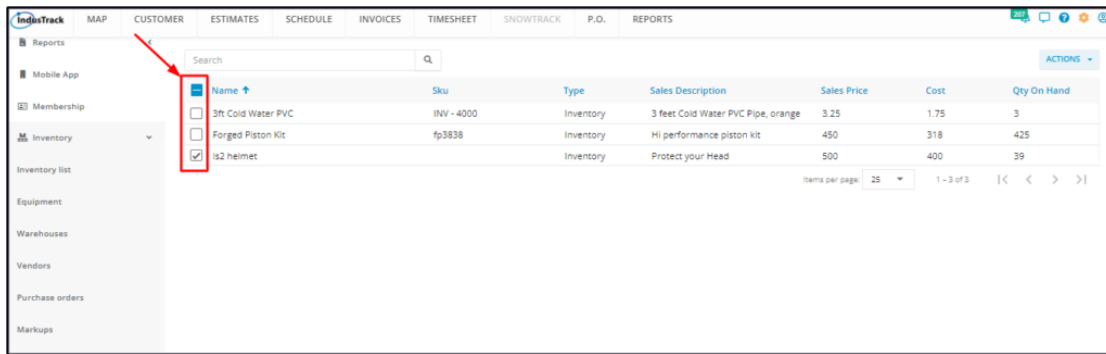 IndusTrack MAP CUSTOMER ESTIMATES SCHEDULE INVOICES TIMESHEET SNOWTRACK P.O. REPORTS 207
Reports
Mobile App
Membership
Inventory
Inventory list
Equipment
Warehouses
Vendors
Purchase orders
Markups
Search ACTIONS
Name Sku Type Sales Description Sales Price Cost Qty On Hand
3ft Cold Water PVC INV - 4000 Inventory 3 feet Cold Water PVC Pipe, orange 3.25 1.75 3
Forged Piston Kit fp3838 Inventory Hi performance piston kit 450 318 425
ls2 helmet Inventory Protect your Head 500 400 39
Items per page: 25 1 – 3 of 3